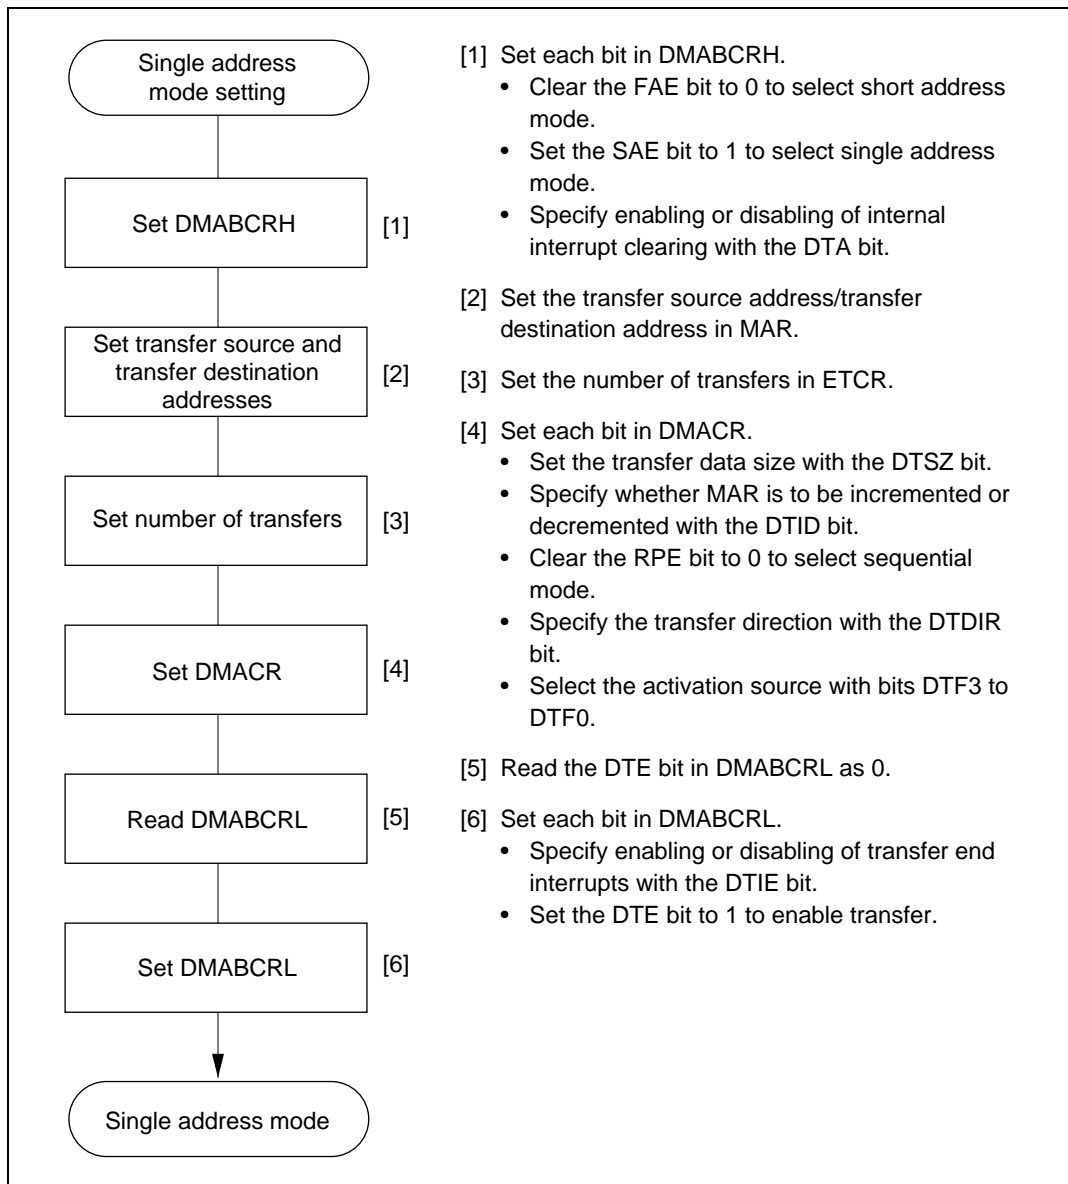 Single address
mode setting
Set DMABCRH
[1]
Set transfer source and
transfer destination
addresses
[2]
Set number of transfers
[3]
Set DMACR
[4]
Read DMABCRL
[5]
Set DMABCRL
[6]
Single address mode
[1] Set each bit in DMABCRH.
• Clear the FAE bit to 0 to select short address
mode.
• Set the SAE bit to 1 to select single address
mode.
• Specify enabling or disabling of internal
interrupt clearing with the DTA bit.
[2] Set the transfer source address/transfer
destination address in MAR.
[3] Set the number of transfers in ETCR.
[4] Set each bit in DMACR.
• Set the transfer data size with the DTSZ bit.
• Specify whether MAR is to be incremented or
decremented with the DTID bit.
• Clear the RPE bit to 0 to select sequential
mode.
• Specify the transfer direction with the DTDIR
bit.
• Select the activation source with bits DTF3 to
DTF0.
[5] Read the DTE bit in DMABCRL as 0.
[6] Set each bit in DMABCRL.
• Specify enabling or disabling of transfer end
interrupts with the DTIE bit.
• Set the DTE bit to 1 to enable transfer.